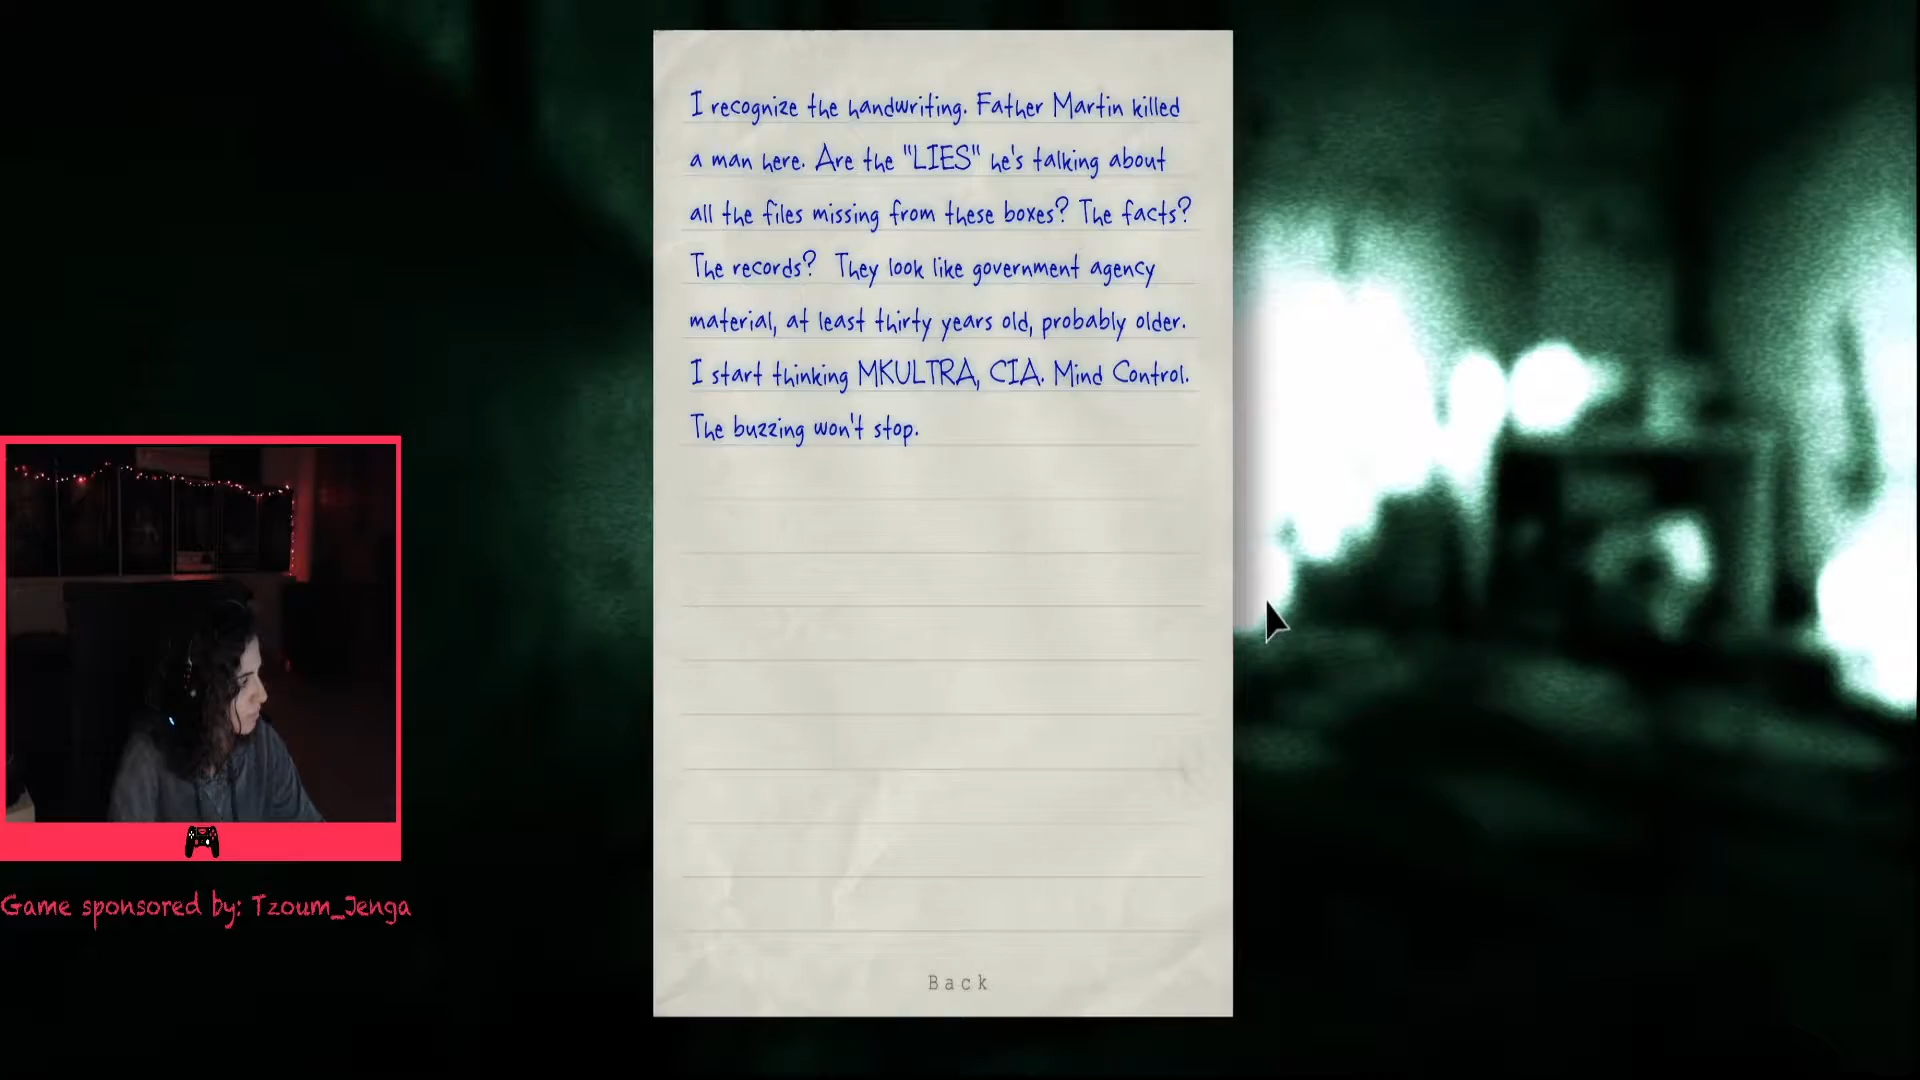 I recognize the handwriting. Father Martin killed
a man here. Are the "LIES" he's talking about
all the files missing from these boxes? The facts?
The records? They look like government agency
material, at least thirty years old, probably older.
I start thinking MKULTRA, CIA. Mind Control.
The buzzing won't stop.
Back
Game sponsored by: Tzoum_Jenga